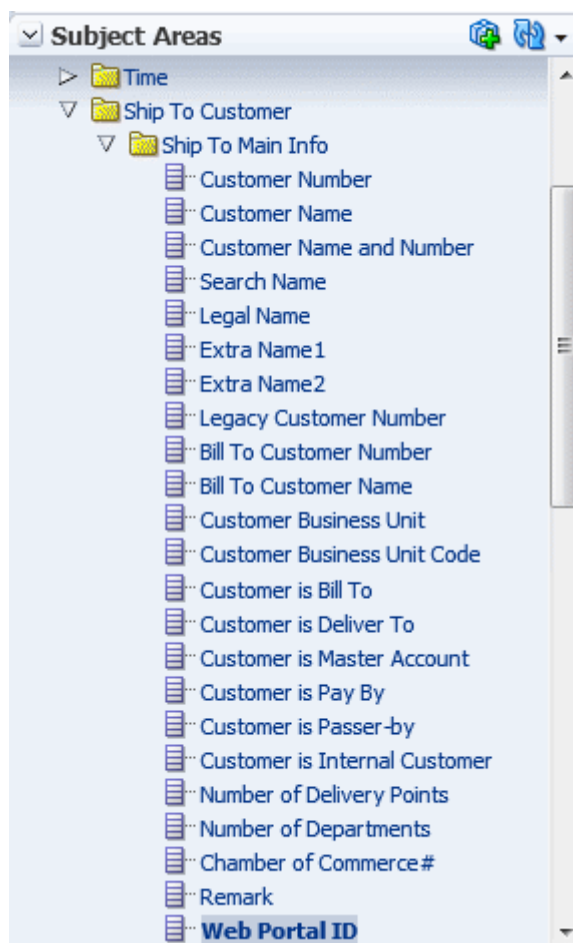 Subject Areas
Time
Ship To Customer
Ship To Main Info
Customer Number
Customer Name
Customer Name and Number
Search Name
Legal Name
Extra Name1
Extra Name2
Legacy Customer Number
Bill To Customer Number
Bill To Customer Name
Customer Business Unit
Customer Business Unit Code
Customer is Bill To
Customer is Deliver To
Customer is Master Account
Customer is Pay By
Customer is Passer-by
Customer is Internal Customer
Number of Delivery Points
Number of Departments
Chamber of Commerce#
Remark
Web Portal ID